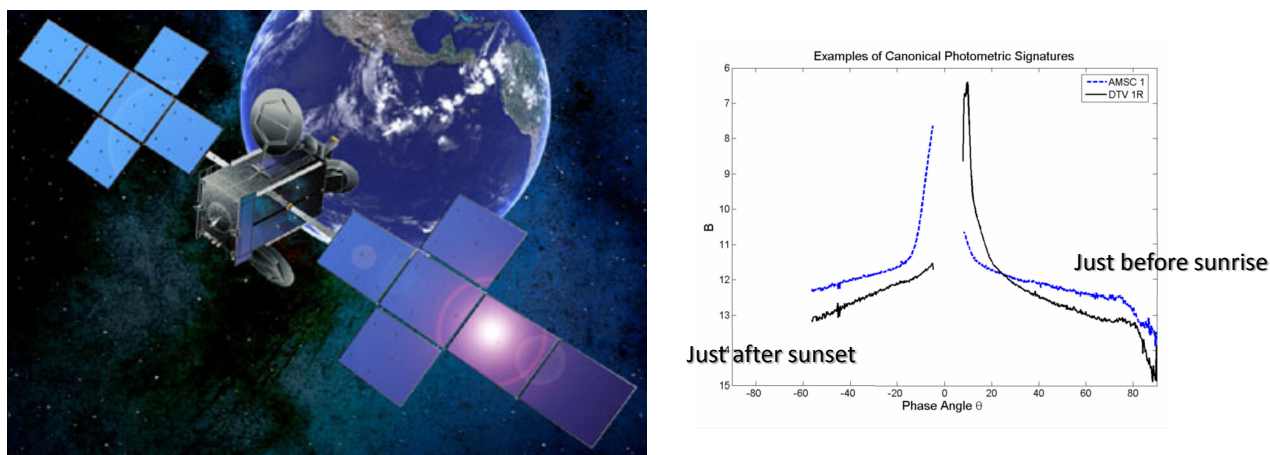 Examples of Canonical Photometric Signatures
AMSC 1
DTV 1R
6
7
8
9
10
11
12
13
14
15
B
-80
-60
-40
-20
0
20
40
60
80
Phase Angle θ
Just before sunrise
Just after sunset